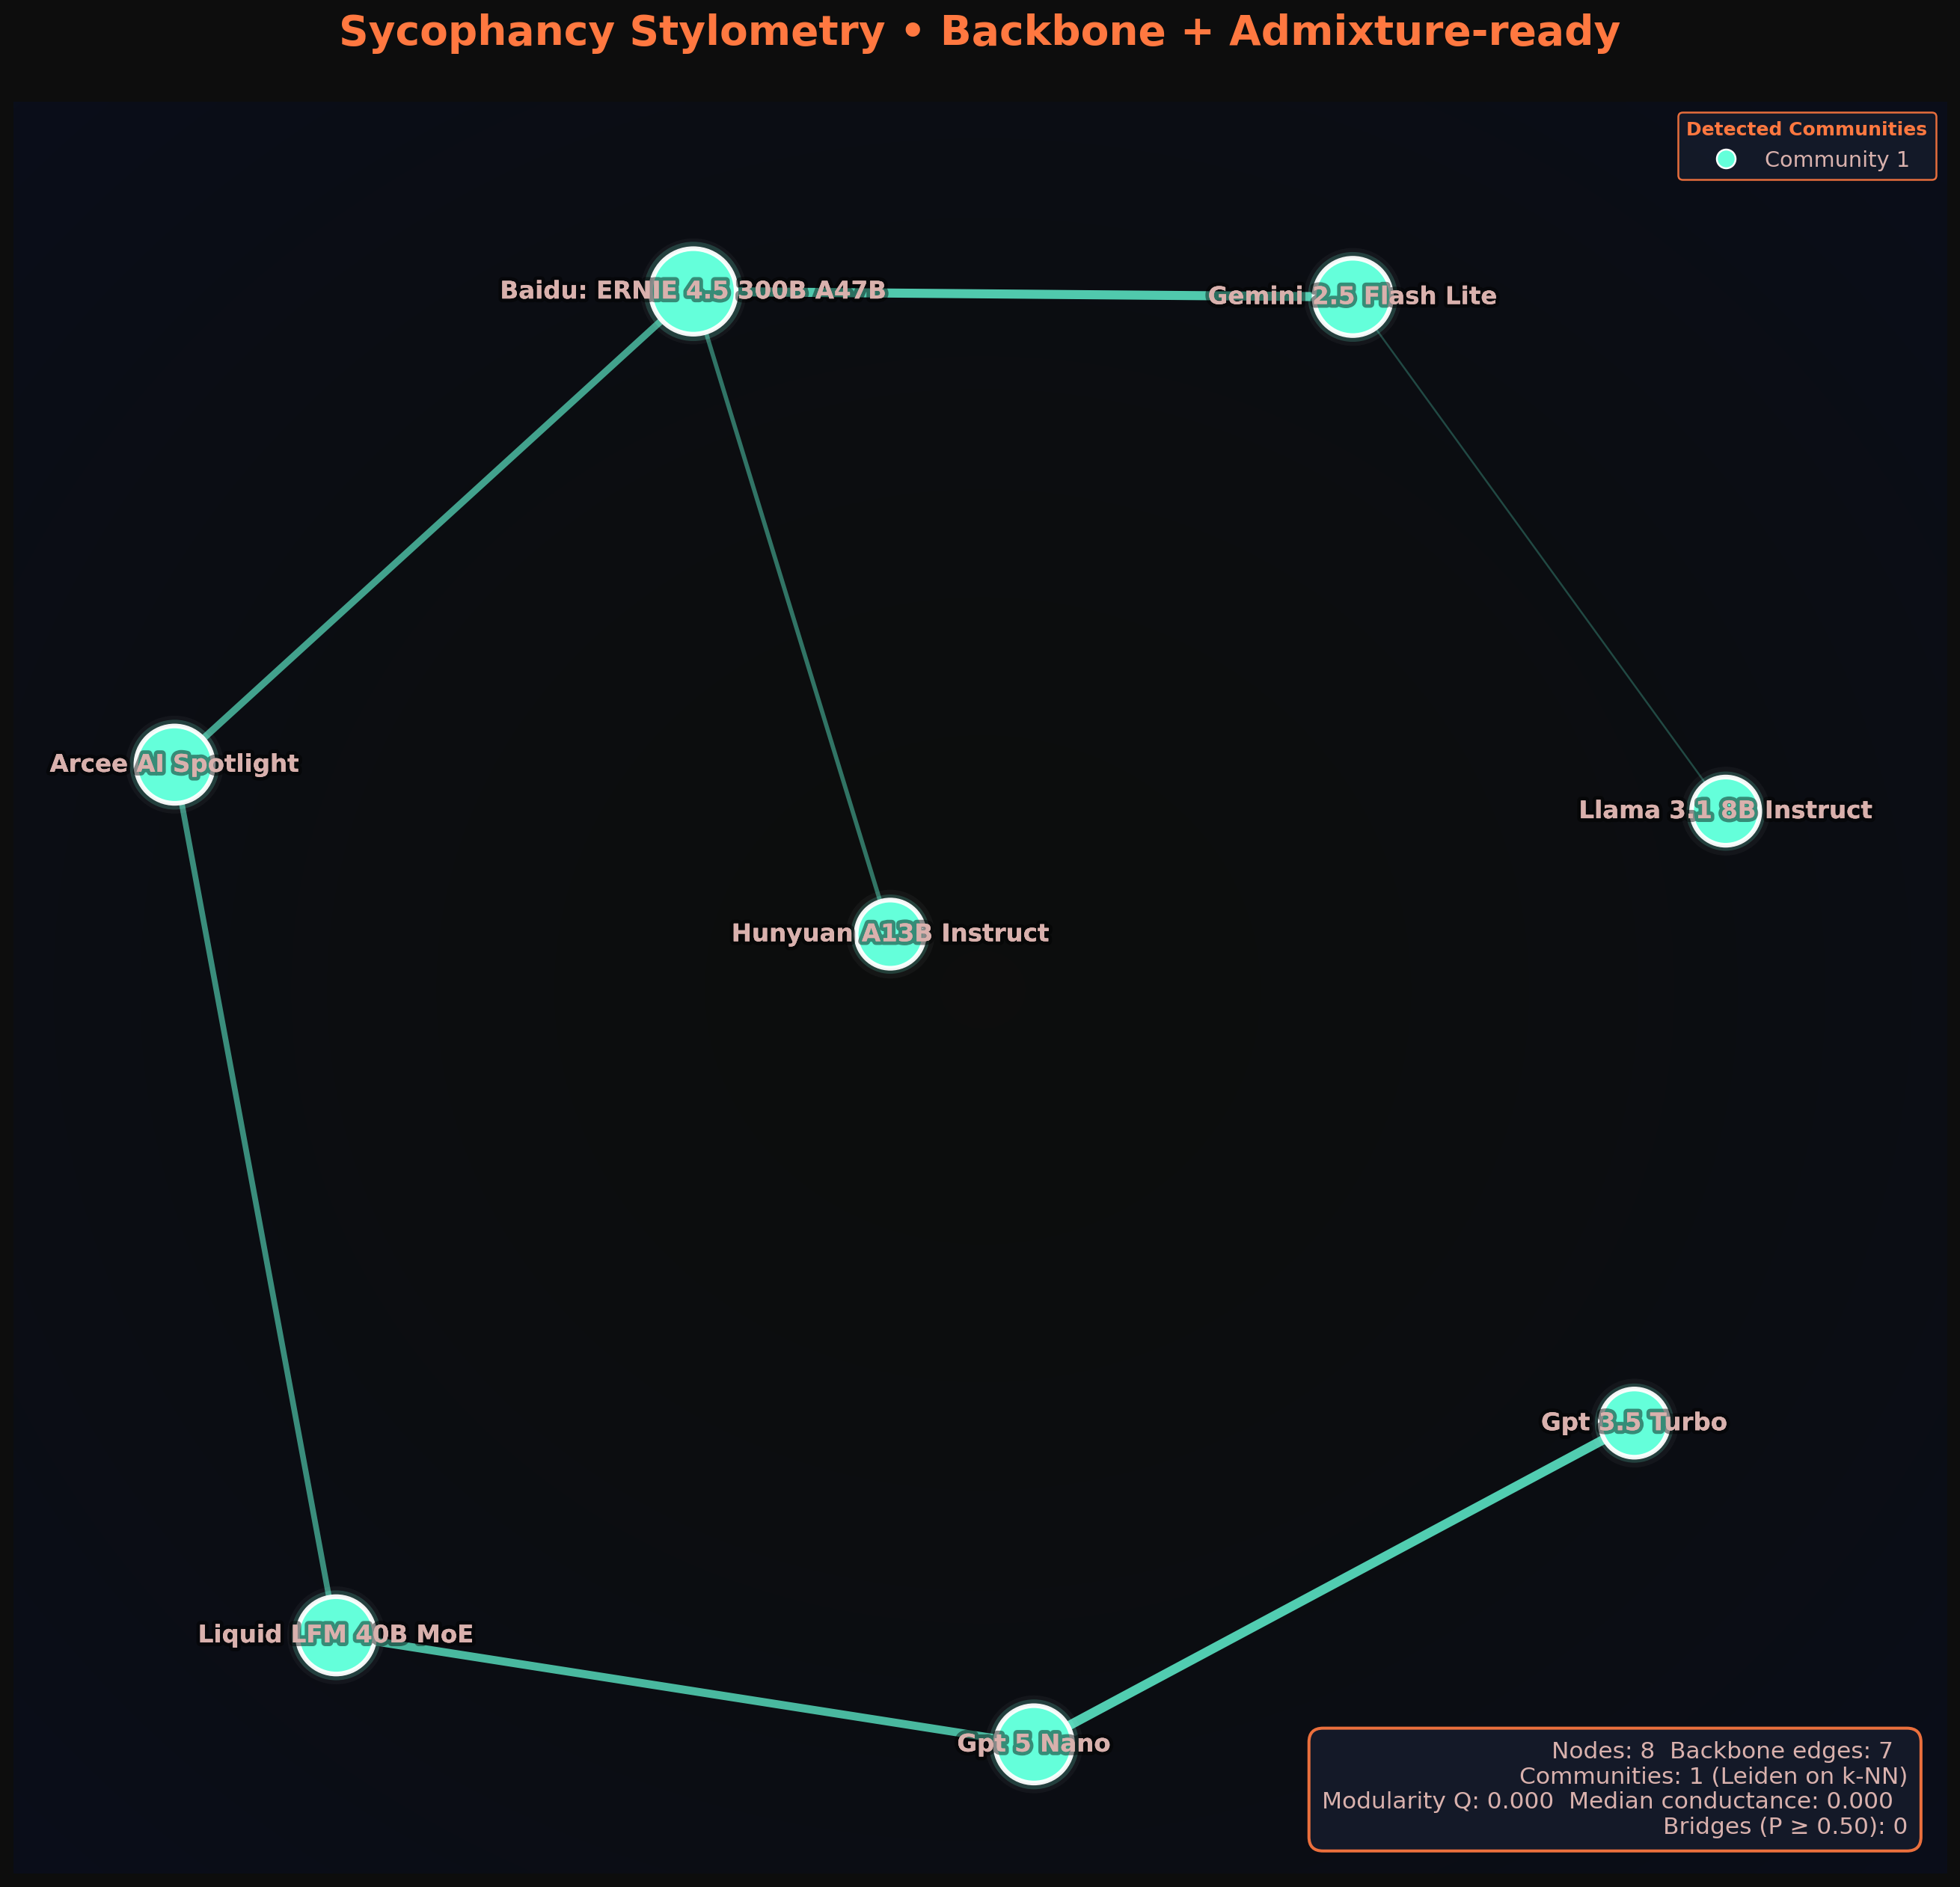 Sycophancy Stylometry • Backbone + Admixture-ready
Detected Communities
Community 1
Baidu: ERNIE 4.5 300B A47B
Gemini 2.5 Flash Lite
Arcee AI Spotlight
Llama 3.1 8B Instruct
Hunyuan A13B Instruct
Gpt 3.5 Turbo
Liquid LFM 40B MoE
Gpt 5 Nano
Nodes: 8  Backbone edges: 7
Communities: 1 (Leiden on k-NN)
Modularity Q: 0.000  Median conductance: 0.000
Bridges (P ≥ 0.50): 0